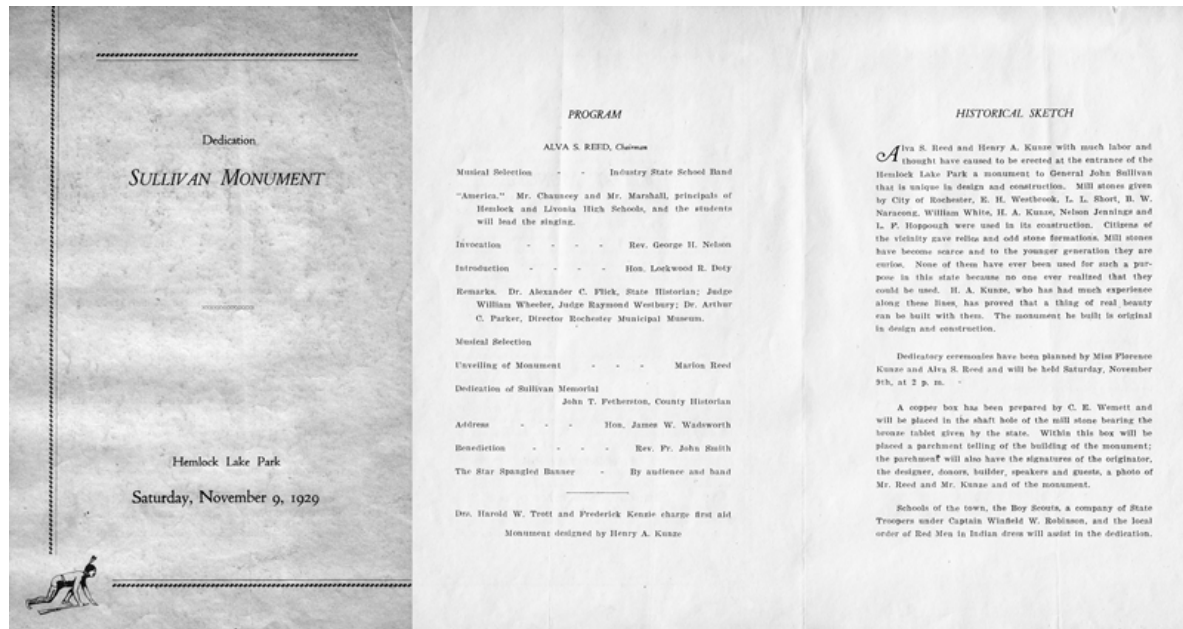 Dedication
SULLIVAN MONUMENT
Hemlock Lake Park
Saturday, November 9, 1929
PROGRAM
ALVA S. REED, Chairman
Musical Selection - - Industry State School Band
"America." Mr. Chauncey and Mr. Marshall, principals of
Hemlock and Livonia High Schools, and the students
will lead the singing.
Invocation - - - - Rev. George H. Nelson
Introduction - - - - Hon. Lockwood R. Doty
Remarks. Dr. Alexander C. Flick, State Historian; Judge
William Wheeler, Judge Raymond Westbury; Dr. Arthur
C. Parker, Director Rochester Municipal Museum.
Musical Selection
Unveiling of Monument - - - Marion Reed
Dedication of Sullivan Memorial
John T. Fetherston, County Historian
Address - - - Hon. James W. Wadsworth
Benediction - - - - Rev. Fr. John Smith
The Star Spangled Banner - By audience and band
Drs. Harold W. Trott and Frederick Kenzie charge first aid
Monument designed by Henry A. Kunze
HISTORICAL SKETCH
Alva S. Reed and Henry A. Kunze with much labor and
thought have caused to be erected at the entrance of the
Hemlock Lake Park a monument to General John Sullivan
that is unique in design and construction. Mill stones given
by City of Rochester, E. H. Westbrook, L. L. Short, B. W.
Naracong, William White, H. A. Kunze, Nelson Jennings and
L. F. Hoppough were used in its construction. Citizens of
the vicinity gave relics and odd stone formations. Mill stones
have become scarce and to the younger generation they are
curios. None of them have ever been used for such a pur-
pose in this state because no one ever realized that they
could be used. H. A. Kunze, who has had much experience
along these lines, has proved that a thing of real beauty
can be built with them. The monument he built is original
in design and construction.
Dedicatory ceremonies have been planned by Miss Florence
Kunze and Alva S. Reed and will be held Saturday, November
9th, at 2 p. m.
A copper box has been prepared by C. E. Wemett and
will be placed in the shaft hole of the mill stone bearing the
bronze tablet given by the state. Within this box will be
placed a parchment telling of the building of the monument;
the parchment will also have the signatures of the originator,
the designer, donors, builder, speakers and guests, a photo of
Mr. Reed and Mr. Kunze and of the monument.
Schools of the town, the Boy Scouts, a company of State
Troopers under Captain Winfield W. Robinson, and the local
order of Red Men in Indian dress will assist in the dedication.